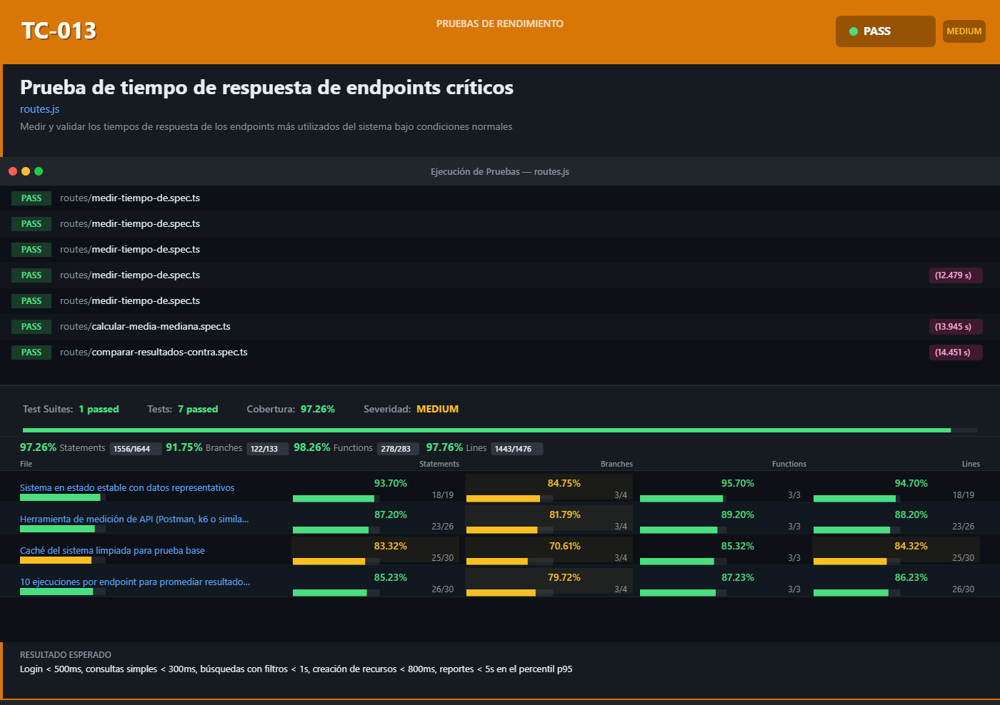 TC-013
PRUEBAS DE RENDIMIENTO
PASS
MEDIUM
Prueba de tiempo de respuesta de endpoints críticos
routes.js
Medir y validar los tiempos de respuesta de los endpoints más utilizados del sistema bajo condiciones normales
Ejecución de Pruebas — routes.js
PASS routes/medir-tiempo-de.spec.ts
PASS routes/medir-tiempo-de.spec.ts
PASS routes/medir-tiempo-de.spec.ts
PASS routes/medir-tiempo-de.spec.ts (12.479 s)
PASS routes/medir-tiempo-de.spec.ts
PASS routes/calcular-media-mediana.spec.ts (13.945 s)
PASS routes/comparar-resultados-contra.spec.ts (14.451 s)
Test Suites: 1 passed Tests: 7 passed Cobertura: 97.26% Severidad: MEDIUM
97.26% Statements 1556/1644 91.75% Branches 122/133 98.26% Functions 278/283 97.76% Lines 1443/1476
File Statements Branches Functions Lines
Sistema en estado estable con datos representativos 93.70% 18/19 84.75% 3/4 95.70% 3/3 94.70% 18/19
Herramienta de medición de API (Postman, k6 o simila... 87.20% 23/26 81.79% 3/4 89.20% 3/3 88.20% 23/26
Caché del sistema limpiada para prueba base 83.32% 25/30 70.61% 3/4 85.32% 3/3 84.32% 25/30
10 ejecuciones por endpoint para promediar resultado... 85.23% 26/30 79.72% 3/4 87.23% 3/3 86.23% 26/30
RESULTADO ESPERADO
Login < 500ms, consultas simples < 300ms, búsquedas con filtros < 1s, creación de recursos < 800ms, reportes < 5s en el percentil p95